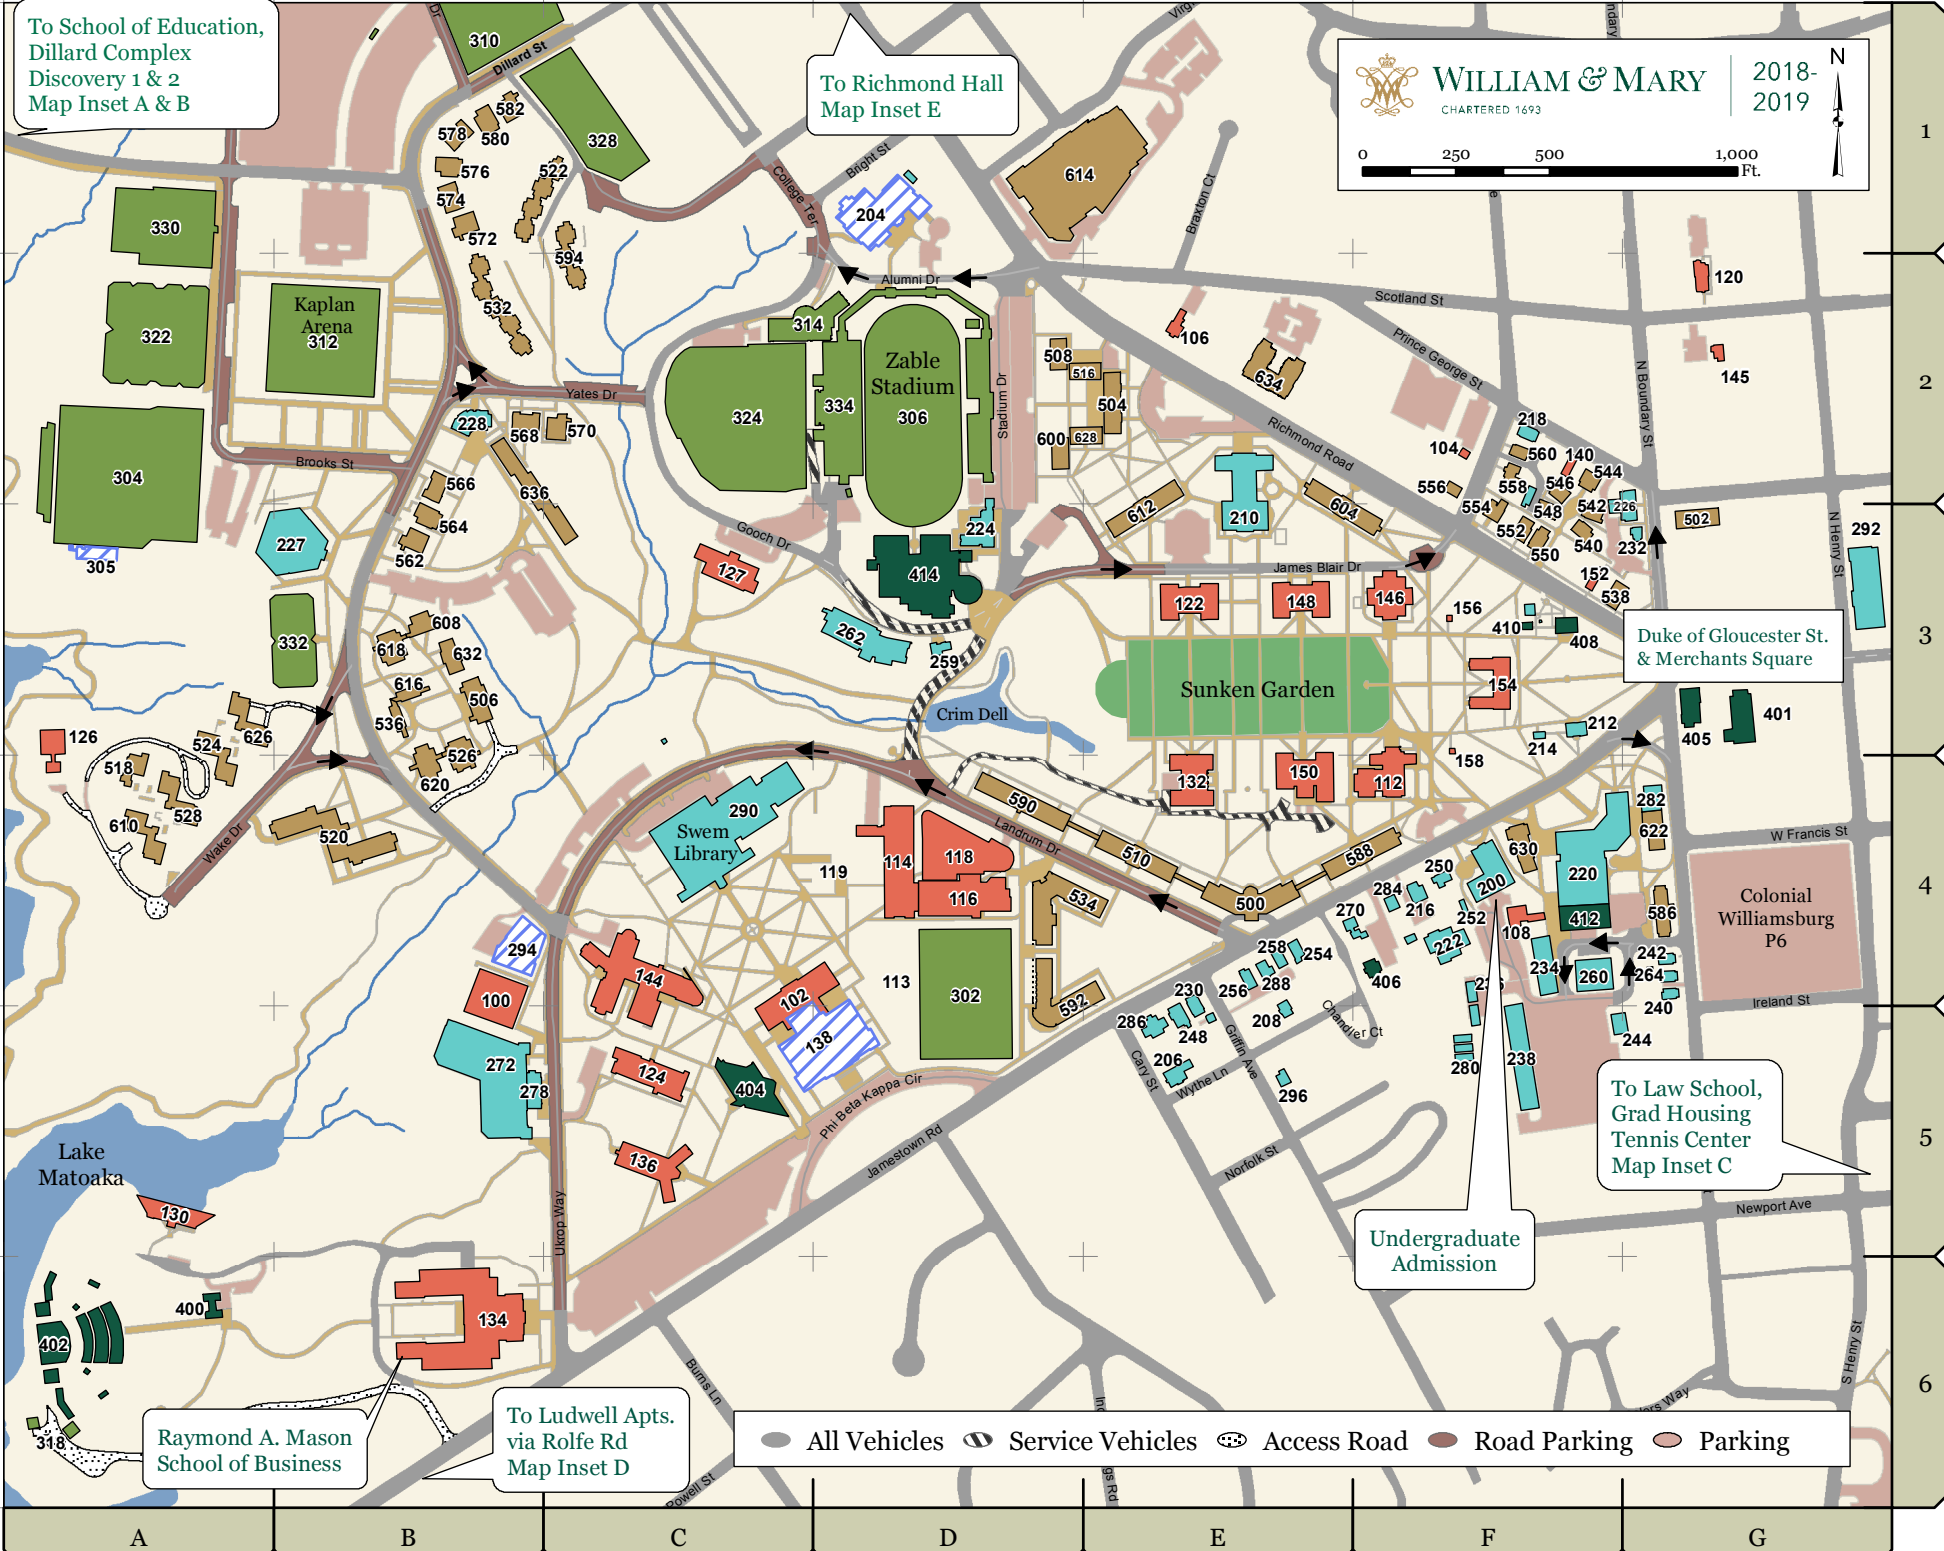 To School of Education,
Dillard Complex
Discovery 1 & 2
Map Inset A & B
Dr
310
Dillard St
328
582
580
578
576
574
572
522
594
532
To Richmond Hall
Map Inset E
Bright St
College Ter
204
614
Braxton Ct
WILLIAM & MARY
CHARTERED 1693
2018-
2019
N
0 250 500 1,000
Ft.
1
330
322
Kaplan
Arena
312
304
305
Brooks St
Yates Dr
228
568
570
566
564
562
636
227
332
Alumni Dr
314
324
334
Zable
Stadium
306
Stadium Dr
508
516
504
600
628
106
634
Scotland St
Prince George St
Richmond Road
N Boundary St
120
145
2
218
104
560
140
544
546
556
558
554
548
542
226
552
550
540
232
502
152
538
N Henry St
292
612
604
210
224
Gooch Dr
127
414
262
259
James Blair Dr
122
148
146
156
410
408
Duke of Gloucester St.
& Merchants Square
3
Sunken Garden
154
Crim Dell
212
214
158
405
401
608
618
632
616
506
536
526
620
126
626
524
518
528
610
520
Wake Dr
132
150
112
Swem
Library
290
119
114
118
116
590
Landrum Dr
510
588
500
534
592
282
622
W Francis St
630
220
200
250
284
216
252
270
222
412
586
108
Colonial
Williamsburg
P6
4
242
264
240
244
234
260
258
254
256
288
406
230
286
248
208
206
Chandler Ct
Griffin Ave
Cary St
Wythe Ln
296
280
238
Ireland St
294
100
144
102
113
302
138
272
278
124
404
136
Phi Beta Kappa Cir
Jamestown Rd
Norfolk St
To Law School,
Grad Housing
Tennis Center
Map Inset C
Newport Ave
5
Undergraduate
Admission
Lake
Matoaka
130
Ukrop Way
400
402
134
318
Raymond A. Mason
School of Business
To Ludwell Apts.
via Rolfe Rd
Map Inset D
Burns Ln
Powell St
S Henry St
6
All Vehicles
Service Vehicles
Access Road
Road Parking
Parking
A B C D E F G